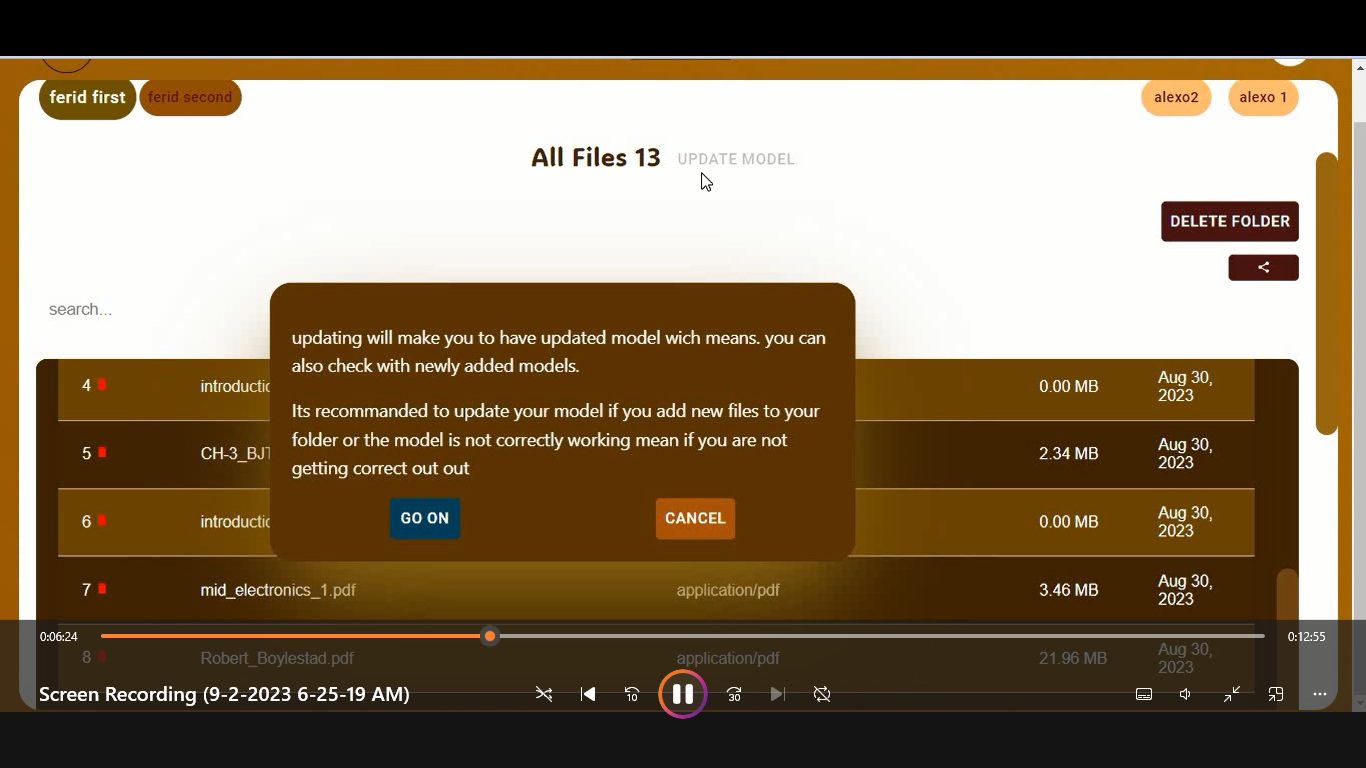 ferid first ferid second alexo2 alexo 1
All Files 13 UPDATE MODEL
DELETE FOLDER
search...
updating will make you to have updated model wich means. you can
also check with newly added models.
Its recommanded to update your model if you add new files to your
folder or the model is not correctly working mean if you are not
getting correct out out
GO ON CANCEL
4 introductio 0.00 MB Aug 30,
2023
5 CH-3_BJT 2.34 MB Aug 30,
2023
6 introductio 0.00 MB Aug 30,
2023
7 mid_electronics_1.pdf application/pdf 3.46 MB Aug 30,
2023
0:06:24 0:12:55
8 Robert_Boylestad.pdf application/pdf 21.96 MB Aug 30,
2023
Screen Recording (9-2-2023 6-25-19 AM) 10 30